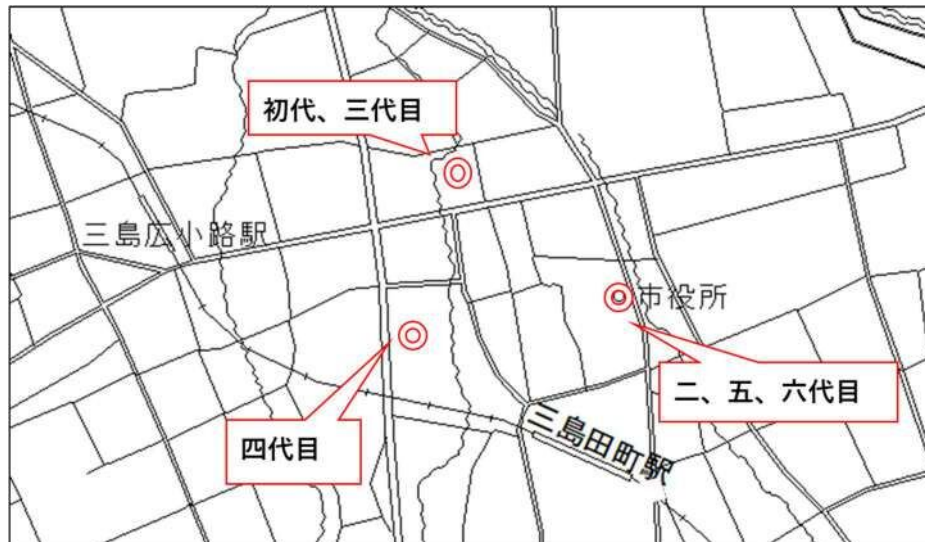 初代、三代目
三島広小路駅
市役所
二、五、六代目
四代目
三島田町駅